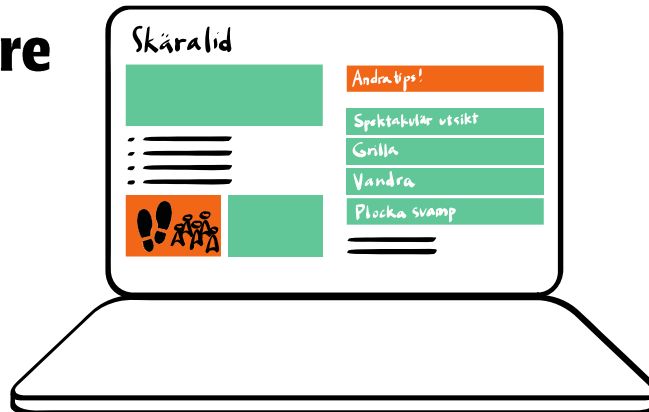 re
Skäralid
Andra tips!
Spektakulär utsikt
Grilla
Vandra
Plocka svamp